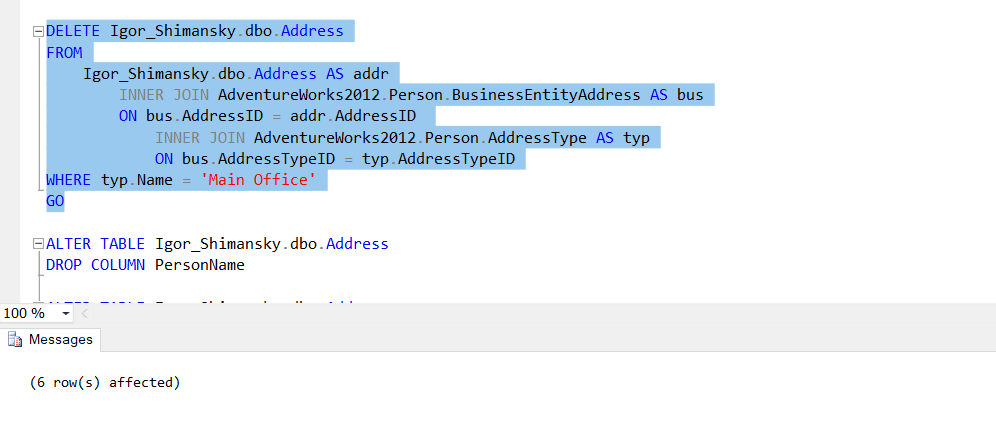 DELETE Igor_Shimansky.dbo.Address
FROM
Igor_Shimansky.dbo.Address AS addr
INNER JOIN AdventureWorks2012.Person.BusinessEntityAddress AS bus
ON bus.AddressID = addr.AddressID
INNER JOIN AdventureWorks2012.Person.AddressType AS typ
ON bus.AddressTypeID = typ.AddressTypeID
WHERE typ.Name = 'Main Office'
GO
ALTER TABLE Igor_Shimansky.dbo.Address
DROP COLUMN PersonName
100 %
Messages
(6 row(s) affected)